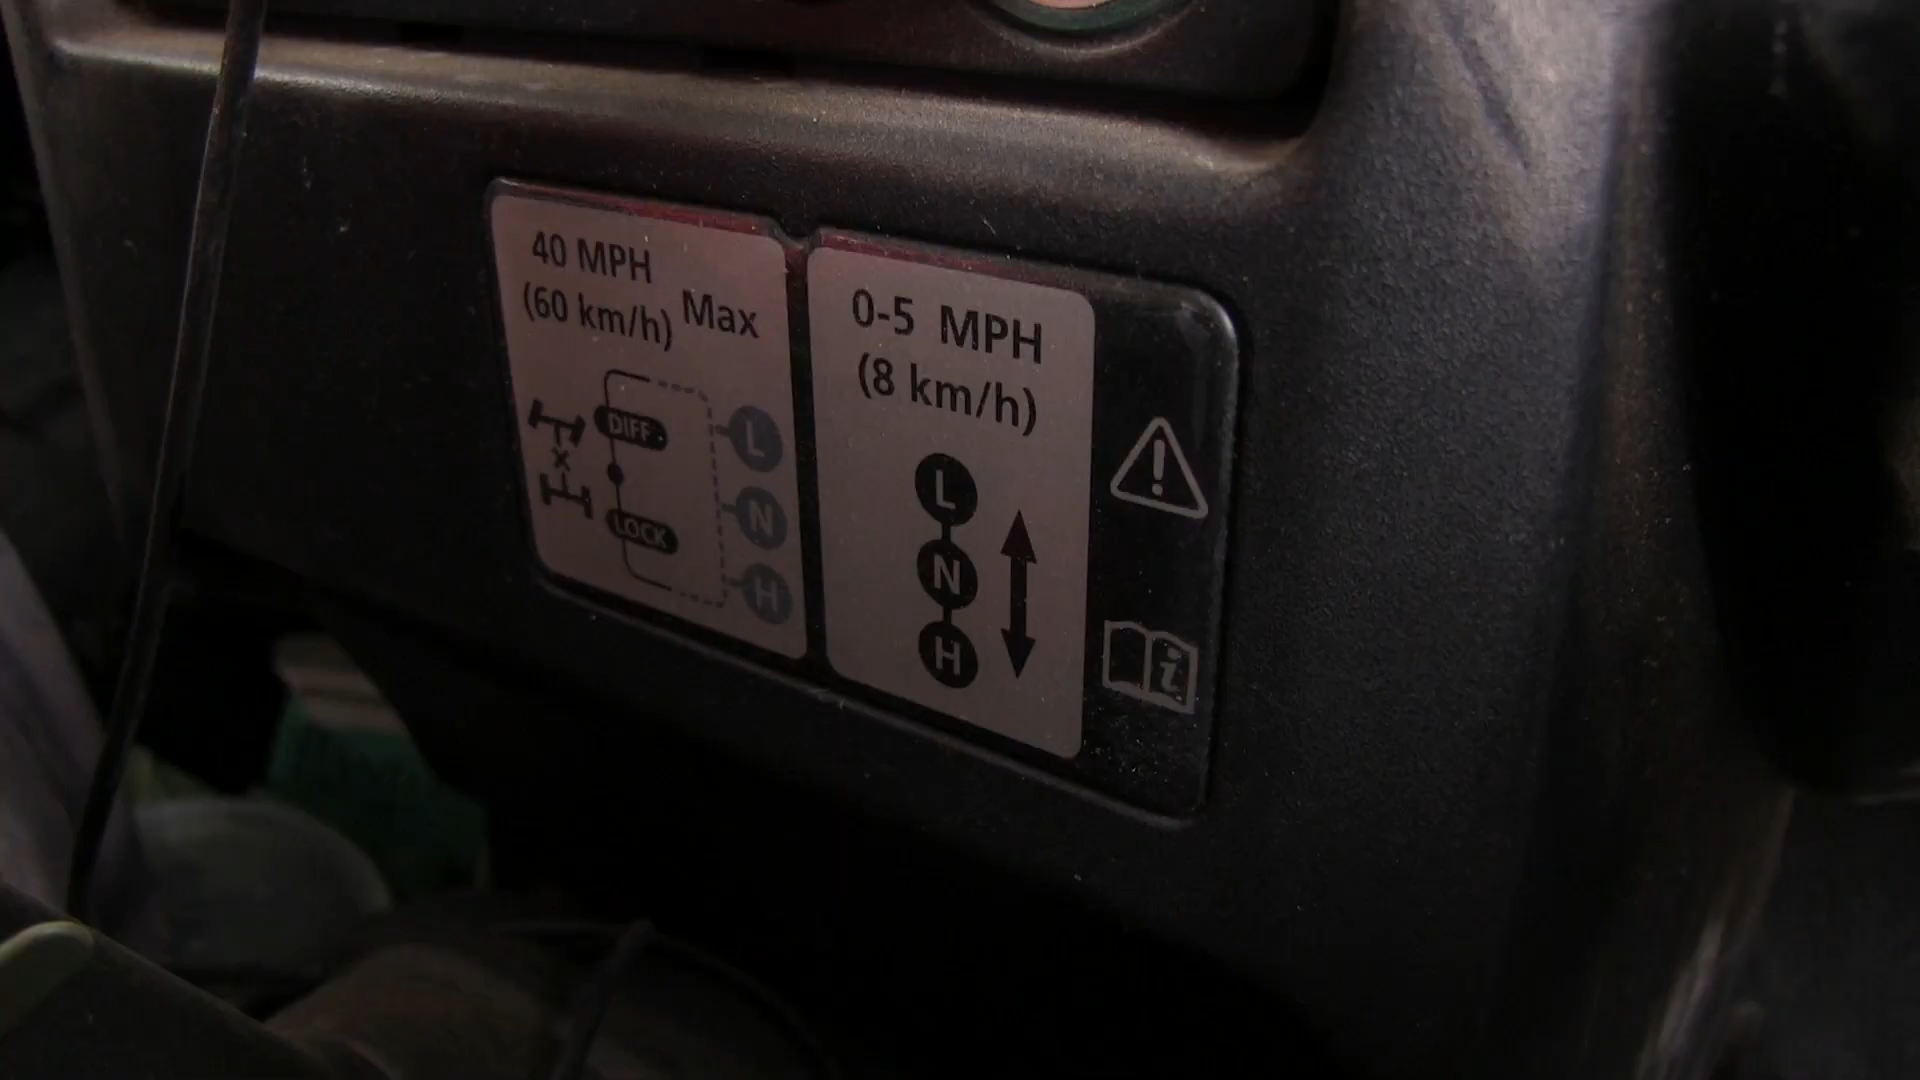 40 MPH
(60 km/h) Max
DIFF.
LOCK
L
N
H
0-5 MPH
(8 km/h)
L
N
H